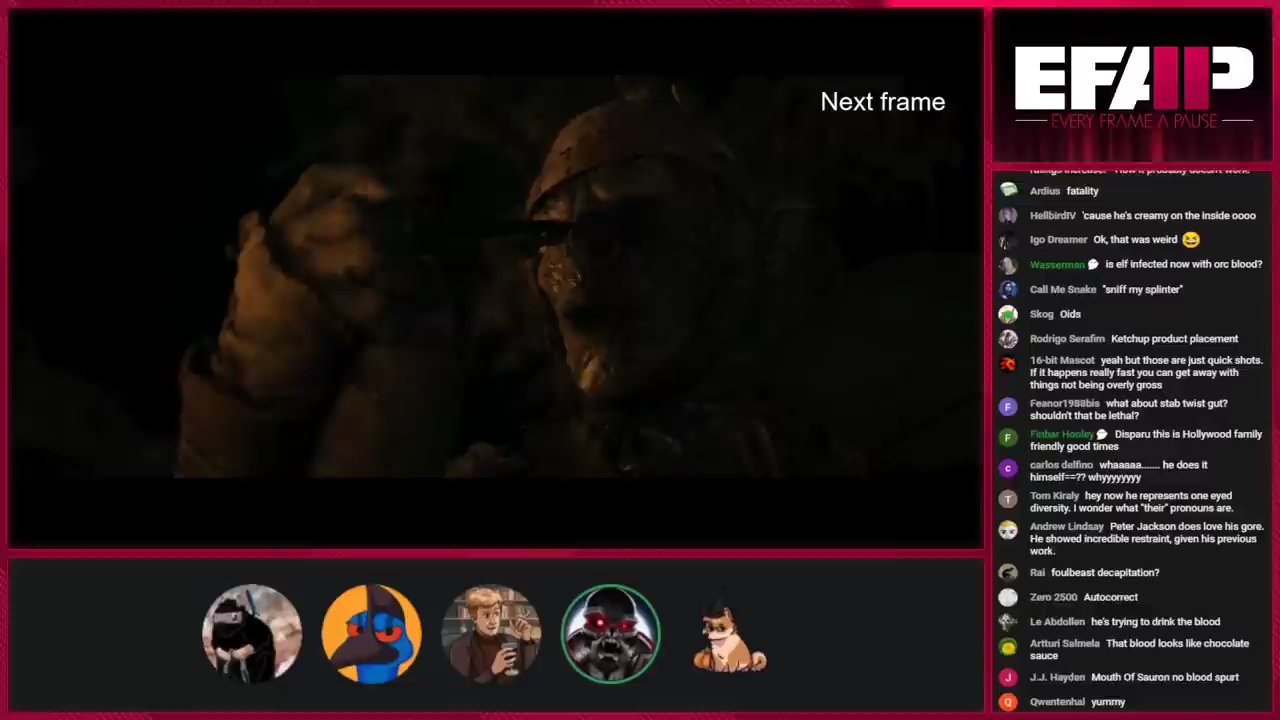 Next frame
EFAP
EVERY FRAME A PAUSE
Ardius fatality
HellbirdIV 'cause he's creamy on the inside oooo
Igo Dreamer Ok, that was weird
Wasserman is elf infected now with orc blood?
Call Me Snake "sniff my splinter"
Skog Oids
Rodrigo Serafim Ketchup product placement
16-bit Mascot yeah but those are just quick shots.
If it happens really fast you can get away with
things not being overly gross
F
Feanor1988bis what about stab twist gut?
shouldn't that be lethal?
F
Finbar Hooley Disparu this is Hollywood family
friendly good times
carlos delfino whaaaaa....... he does it
himself==?? whyyyyyyy
T
Tom Kiraly hey now he represents one eyed
diversity. I wonder what "their" pronouns are.
Andrew Lindsay Peter Jackson does love his gore.
He showed incredible restraint, given his previous
work.
Rai foulbeast decapitation?
Zero 2500 Autocorrect
Le Abdollen he's trying to drink the blood
Artturi Salmela That blood looks like chocolate
sauce
J
J.J. Hayden Mouth Of Sauron no blood spurt
Q
Qwentenhal yummy